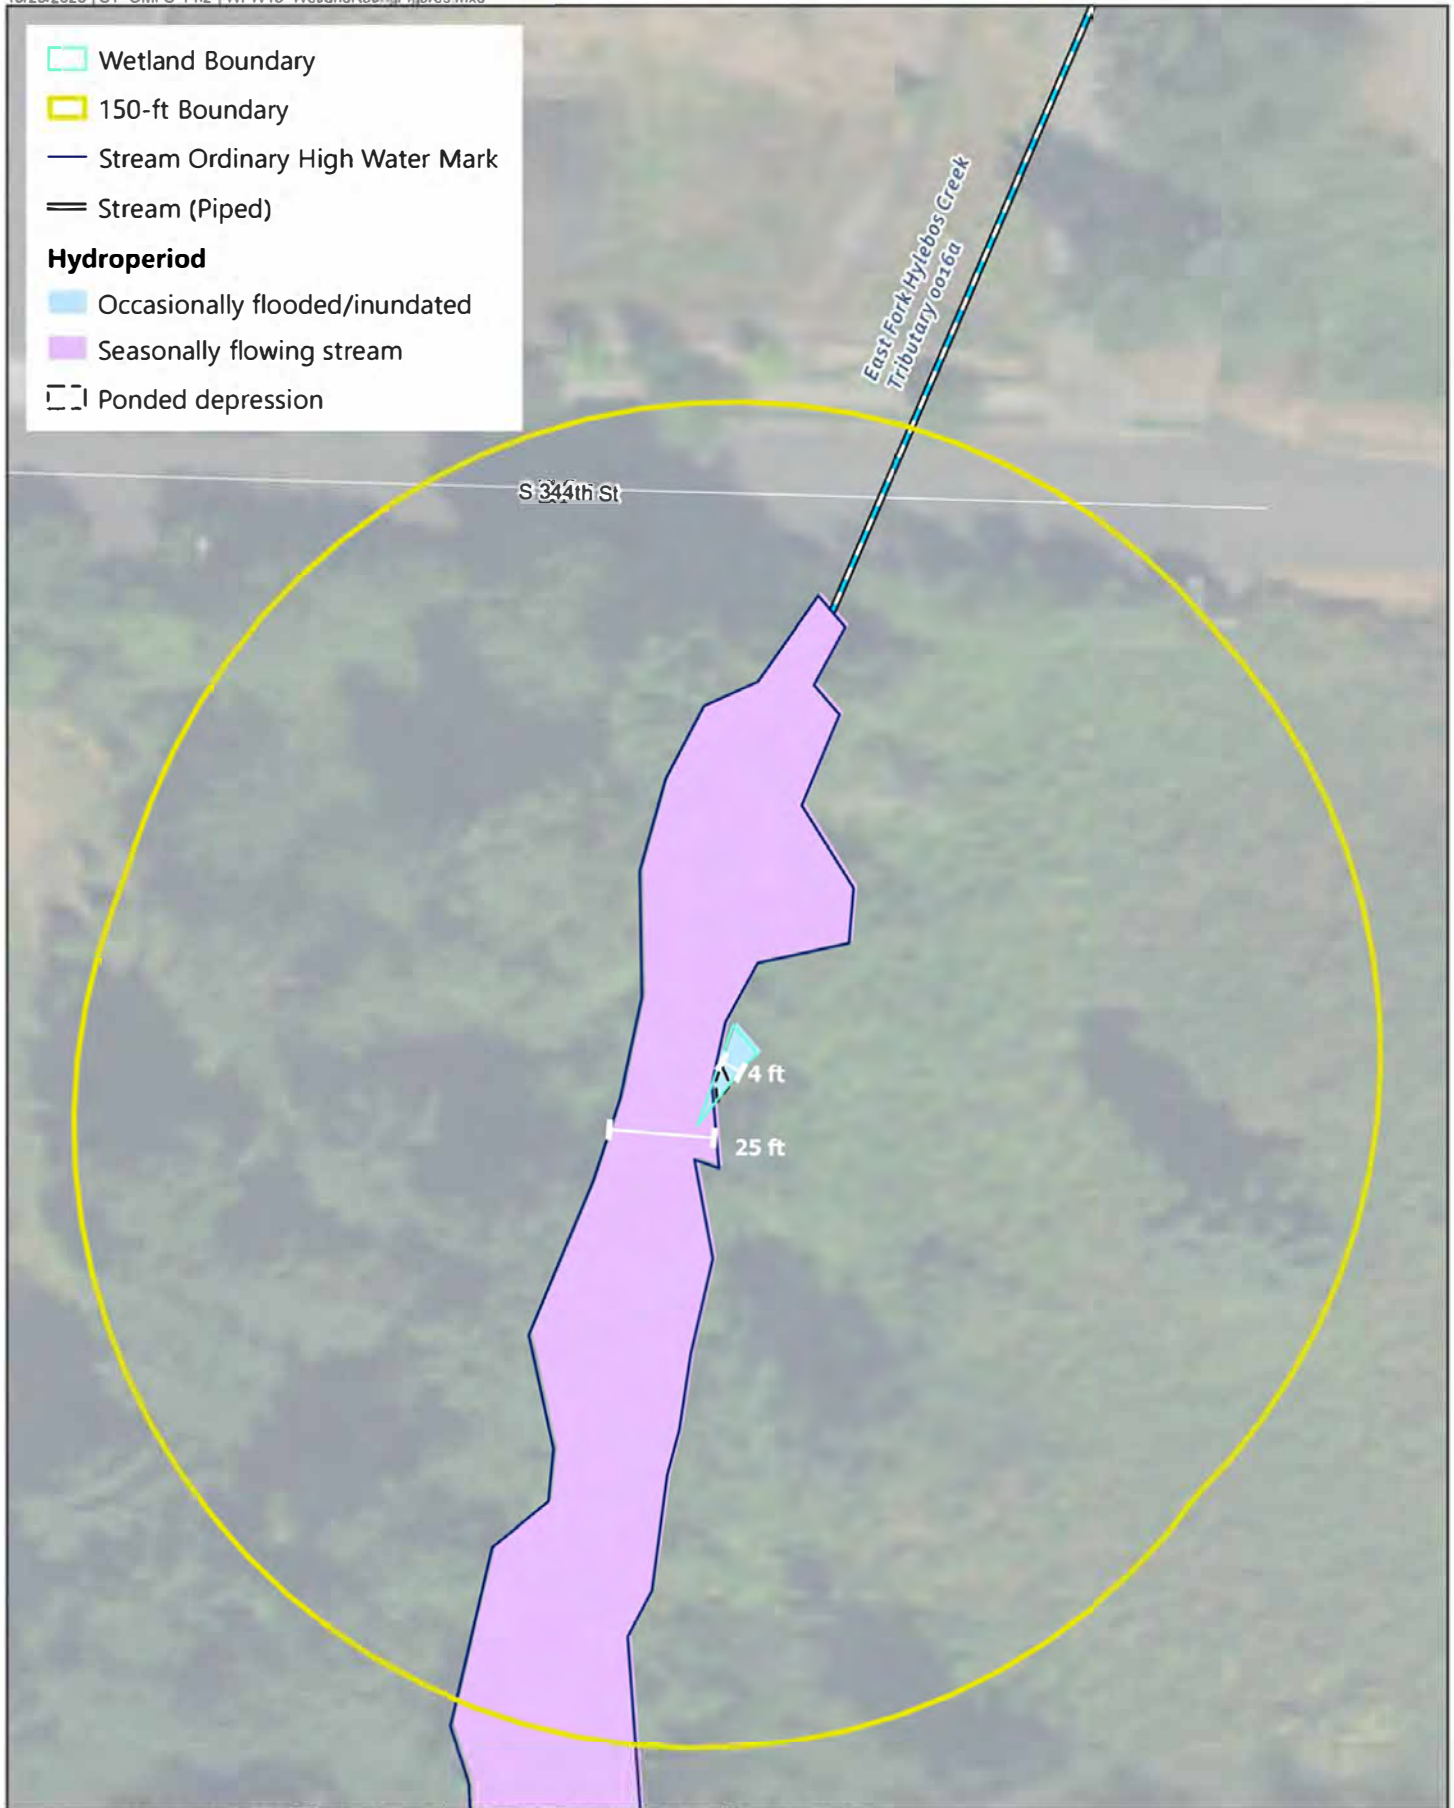 Wetland Boundary
150-ft Boundary
Stream Ordinary High Water Mark
Stream (Piped)
Hydroperiod
Occasionally flooded/inundated
Seasonally flowing stream
Ponded depression
East Fork Hylebos Creek
Tributary 0016a
S 344th St
4 ft
25 ft